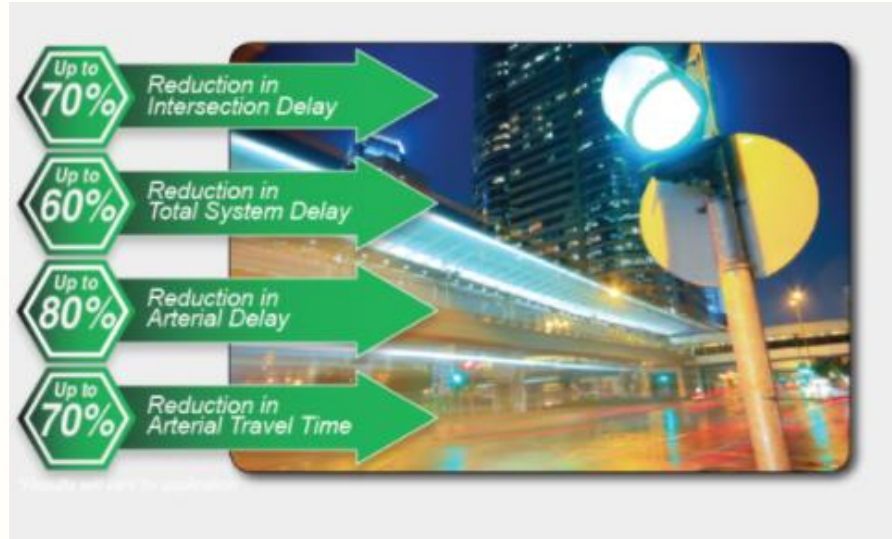 Up to
70%
Reduction in
Intersection Delay
Up to
60%
Reduction in
Total System Delay
Up to
80%
Reduction in
Arterial Delay
Up to
70%
Reduction in
Arterial Travel Time